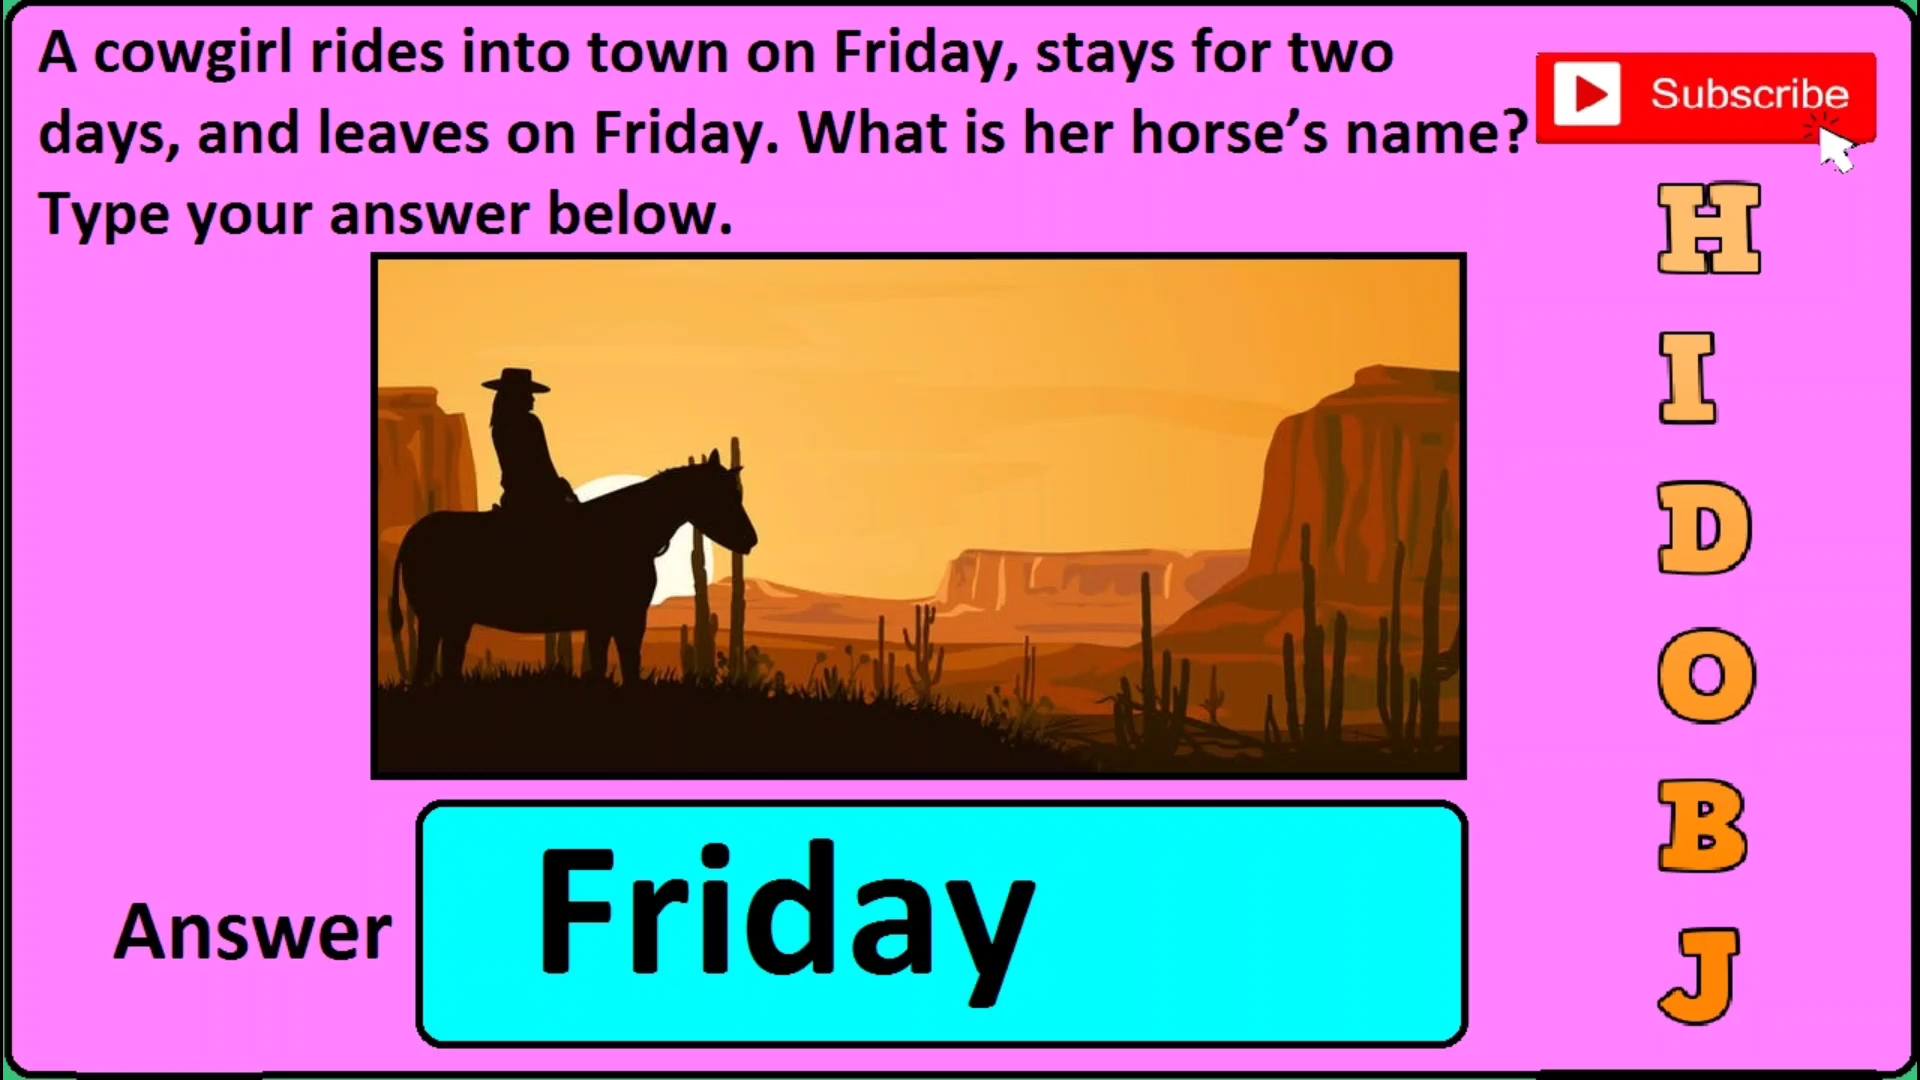 A cowgirl rides into town on Friday, stays for two
days, and leaves on Friday. What is her horse’s name?
Type your answer below.
Subscribe
H
I
D
O
B
J
Answer
Friday